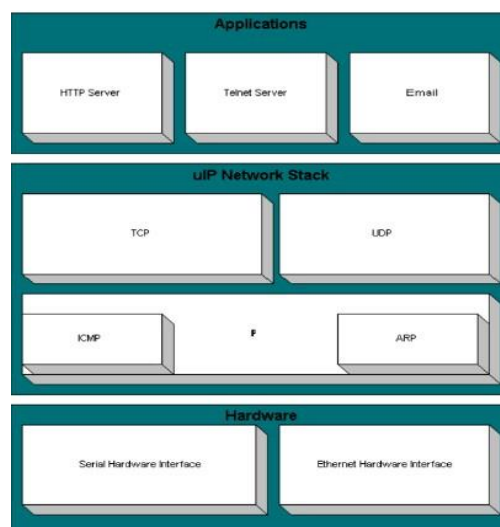 Applications
HTTP Server
Telnet Server
Email
uIP Network Stack
TCP
UDP
ICMP
ARP
Hardware
Serial Hardware Interface
Ethernet Hardware Interface